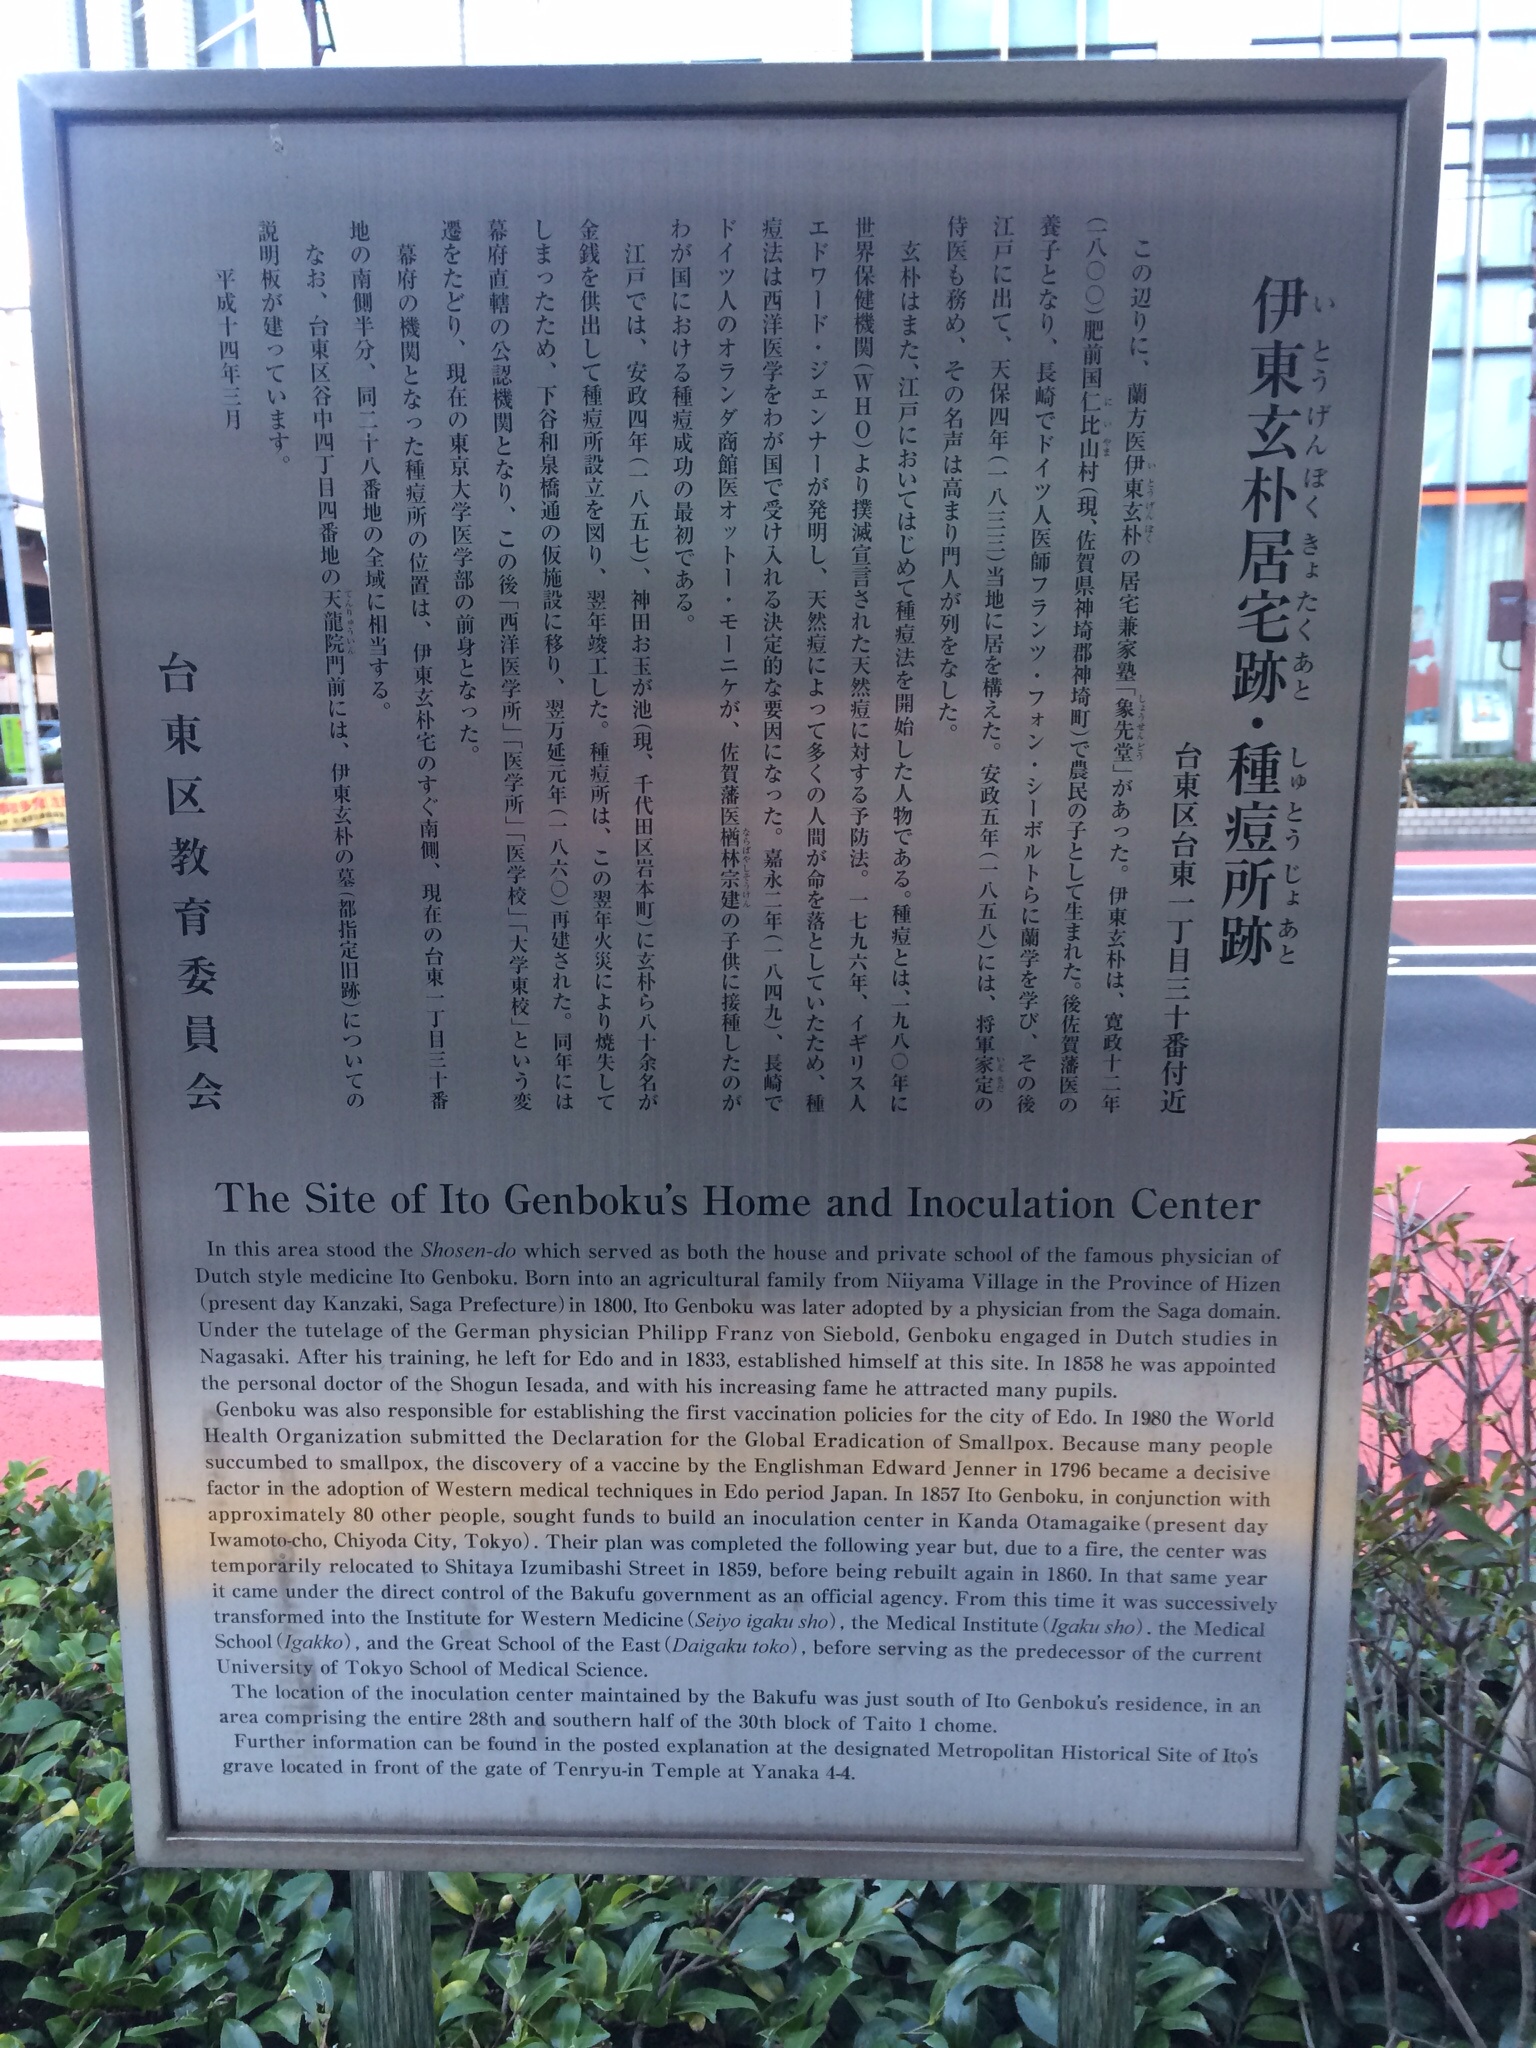 伊東玄朴居宅跡・種痘所跡
いとうげんぼくきょたくあと しゅとうじょあと
台東区台東一丁目三十番付近
この辺りに、蘭方医伊東玄朴の居宅兼家塾「象先堂」があった。伊東玄朴は、寛政十二年
(一八〇〇)肥前国仁比山村(現、佐賀県神埼郡神埼町)で農民の子として生まれた。後佐賀藩医の
養子となり、長崎でドイツ人医師フランツ・フォン・シーボルトらに蘭学を学び、その後
江戸に出て、天保四年(一八三三)当地に居を構えた。安政五年(一八五八)には、将軍家定の
侍医も務め、その名声は高まり門人が列をなした。
玄朴はまた、江戸においてはじめて種痘法を開始した人物である。種痘とは、一九八〇年に
世界保健機関(WHO)より撲滅宣言された天然痘に対する予防法。一七九六年、イギリス人
エドワード・ジェンナーが発明し、天然痘によって多くの人間が命を落としていたため、種
痘法は西洋医学をわが国で受け入れる決定的な要因になった。嘉永二年(一八四九)、長崎で
ドイツ人のオランダ商館医オットー・モーニケが、佐賀藩医楢林宗建の子供に接種したのが
わが国における種痘成功の最初である。
江戸では、安政四年(一八五七)、神田お玉が池(現、千代田区岩本町)に玄朴ら八十余名が
金銭を供出して種痘所設立を図り、翌年竣工した。種痘所は、この翌年火災により焼失して
しまったため、下谷和泉橋通の仮施設に移り、翌万延元年(一八六〇)再建された。同年には
幕府直轄の公認機関となり、この後「西洋医学所」「医学所」「医学校」「大学東校」という変
遷をたどり、現在の東京大学医学部の前身となった。
幕府の機関となった種痘所の位置は、伊東玄朴宅のすぐ南側、現在の台東一丁目三十番
地の南側半分、同二十八番地の全域に相当する。
なお、台東区谷中四丁目四番地の天龍院門前には、伊東玄朴の墓(都指定旧跡)についての
説明板が建っています。
平成十四年三月
台東区教育委員会
The Site of Ito Genboku's Home and Inoculation Center
In this area stood the Shosen-do which served as both the house and private school of the famous physician of
Dutch style medicine Ito Genboku. Born into an agricultural family from Niiyama Village in the Province of Hizen
(present day Kanzaki, Saga Prefecture) in 1800, Ito Genboku was later adopted by a physician from the Saga domain.
Under the tutelage of the German physician Philipp Franz von Siebold, Genboku engaged in Dutch studies in
Nagasaki. After his training, he left for Edo and in 1833, established himself at this site. In 1858 he was appointed
the personal doctor of the Shogun Iesada, and with his increasing fame he attracted many pupils.
Genboku was also responsible for establishing the first vaccination policies for the city of Edo. In 1980 the World
Health Organization submitted the Declaration for the Global Eradication of Smallpox. Because many people
succumbed to smallpox, the discovery of a vaccine by the Englishman Edward Jenner in 1796 became a decisive
factor in the adoption of Western medical techniques in Edo period Japan. In 1857 Ito Genboku, in conjunction with
approximately 80 other people, sought funds to build an inoculation center in Kanda Otamagaike (present day
Iwamoto-cho, Chiyoda City, Tokyo). Their plan was completed the following year but, due to a fire, the center was
temporarily relocated to Shitaya Izumibashi Street in 1859, before being rebuilt again in 1860. In that same year
it came under the direct control of the Bakufu government as an official agency. From this time it was successively
transformed into the Institute for Western Medicine (Seiyo igaku sho), the Medical Institute (Igaku sho). the Medical
School (Igakko), and the Great School of the East (Daigaku toko), before serving as the predecessor of the current
University of Tokyo School of Medical Science.
The location of the inoculation center maintained by the Bakufu was just south of Ito Genboku's residence, in an
area comprising the entire 28th and southern half of the 30th block of Taito 1 chome.
Further information can be found in the posted explanation at the designated Metropolitan Historical Site of Ito's
grave located in front of the gate of Tenryu-in Temple at Yanaka 4-4.